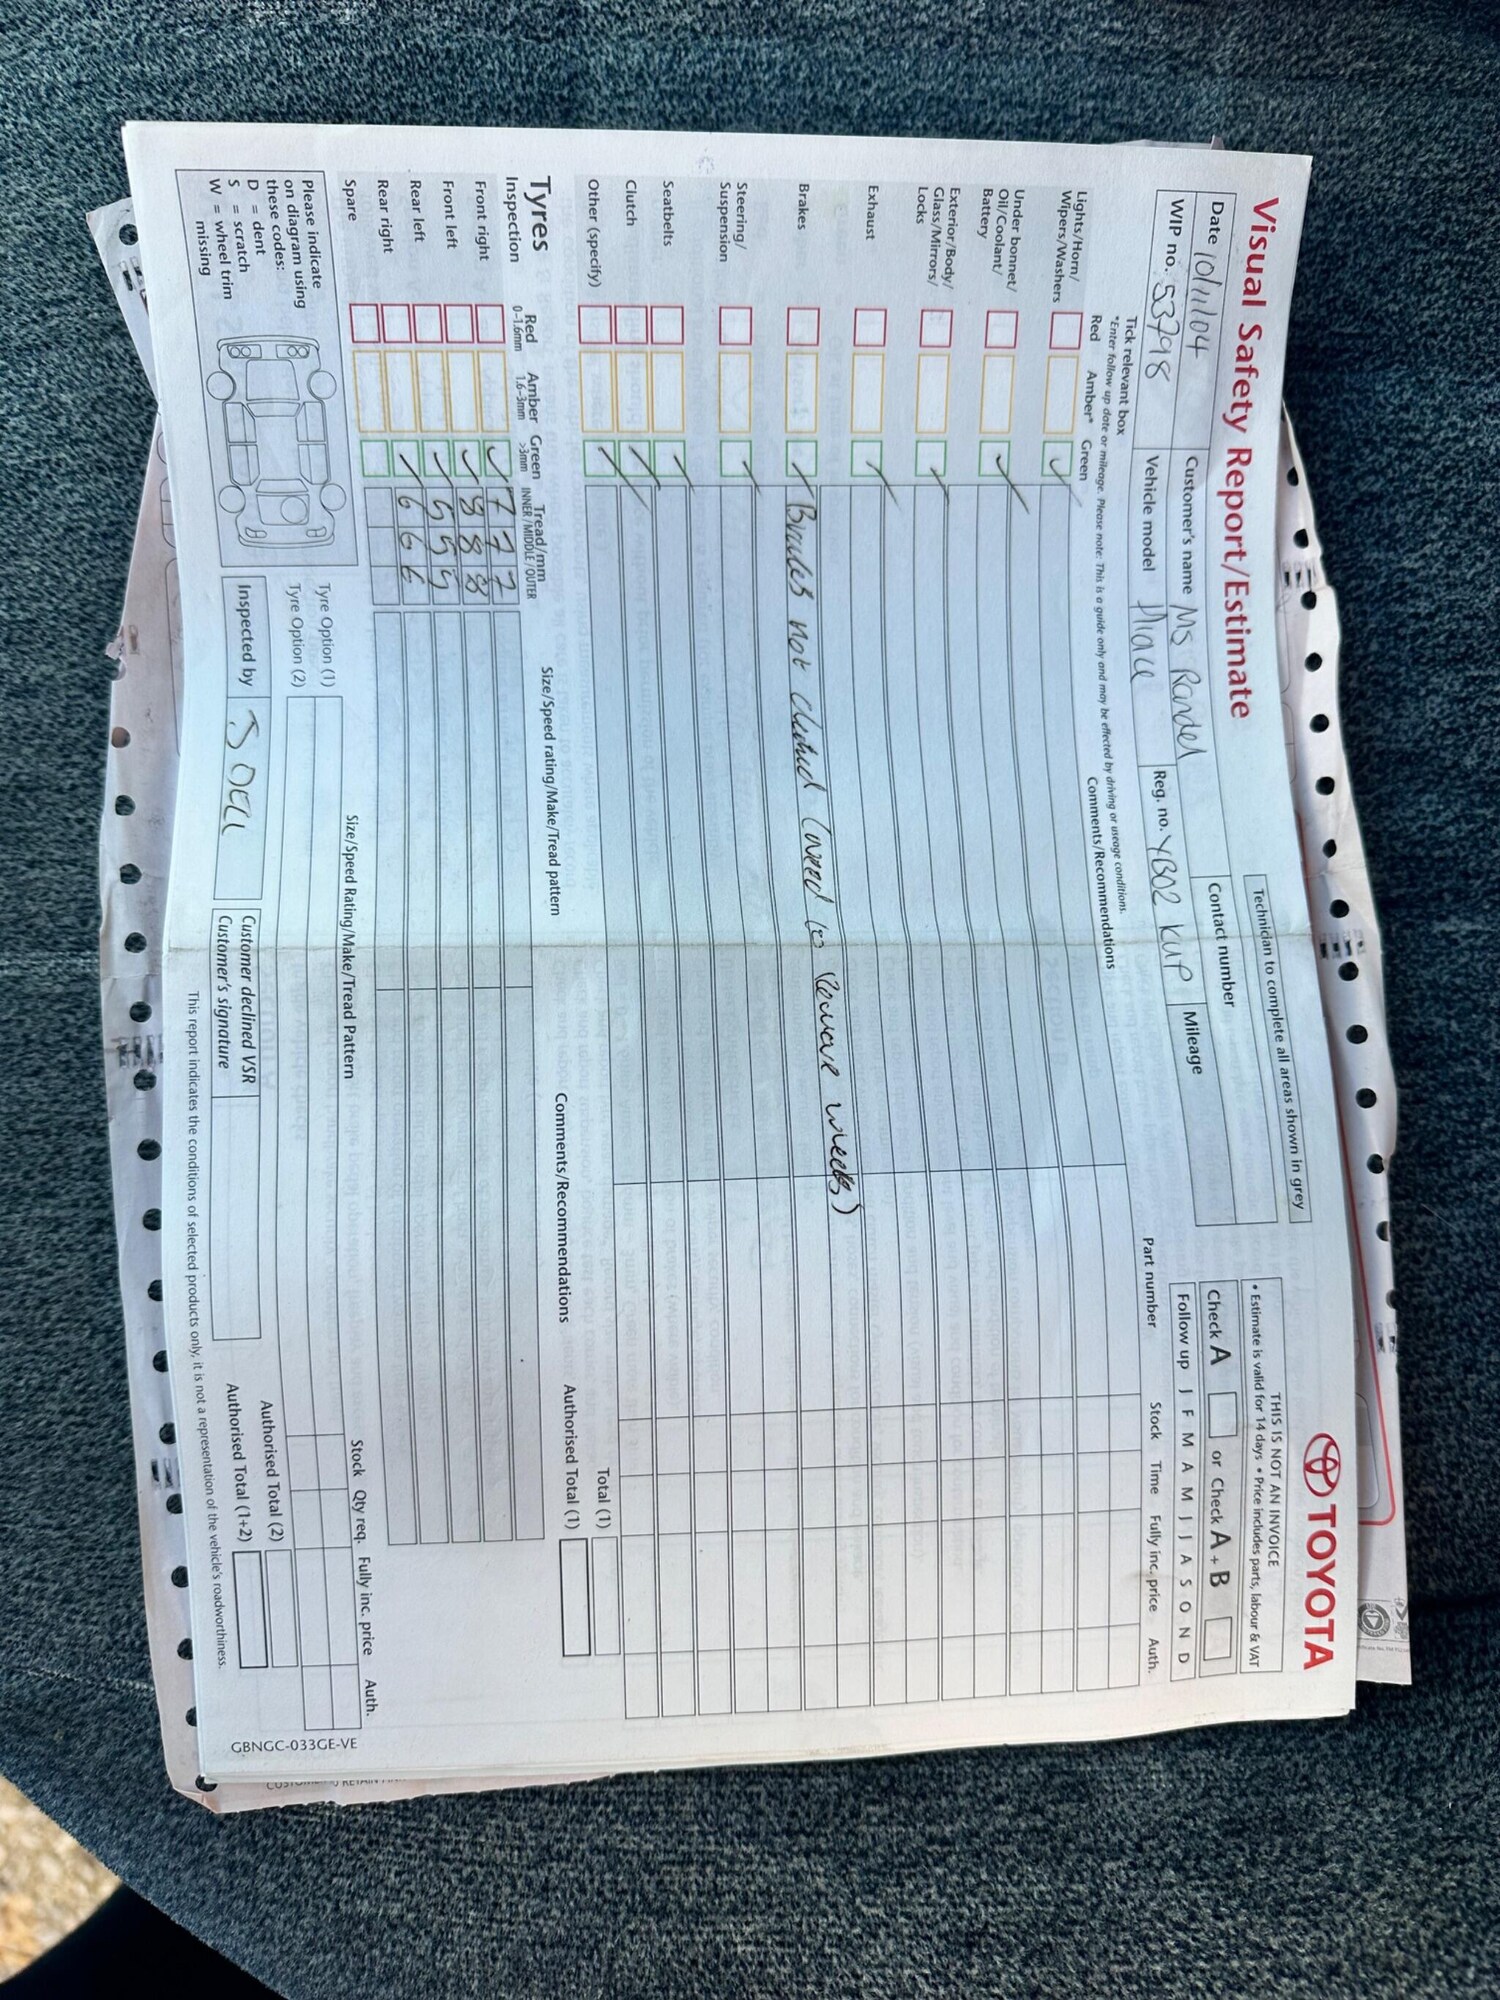 Visual Safety Report/Estimate
TOYOTA
Technician to complete all areas shown in grey
THIS IS NOT AN INVOICE
• Estimate is valid for 14 days • Price includes parts, labour & VAT
Date 10/11/04 Customer's name Ms Randel Contact number
Check A or Check A + B
WIP no. 53798 Vehicle model Hiace Reg. no. YB02 KUP Mileage
Follow up J F M A M J J A S O N D
Tick relevant box
*Enter follow up date or mileage. Please note: This is a guide only and may be effected by driving or useage conditions.
Red Amber* Green Comments/Recommendations Part number Stock Time Fully inc. price Auth.
Lights/Horn/
Wipers/Washers
Under bonnet/
Oil/Coolant/
Battery
Exterior/Body/
Glass/Mirrors/
Locks
Exhaust
Brakes Brakes not checked (need to remove wheels)
Steering/
Suspension
Seatbelts
Clutch
Other (specify)
Total (1)
Authorised Total (1)
Tyres
Inspection
Red
0-1.6mm
Amber
1.6-3mm
Green
>3mm
Tread/mm
INNER/MIDDLE/OUTER
Size/Speed rating/Make/Tread pattern Comments/Recommendations
Front right 7 7 7
Front left 8 8 8
Rear left 5 5 5
Rear right 6 6 6
Spare
Size/Speed Rating/Make/Tread Pattern Stock Qty req. Fully inc. price Auth.
Tyre Option (1)
Tyre Option (2)
Please indicate
on diagram using
these codes:
D = dent
S = scratch
W = wheel trim
missing
Authorised Total (2)
Authorised Total (1+2)
Inspected by S DELL
Customer declined VSR
Customer's signature
This report indicates the conditions of selected products only, it is not a representation of the vehicle's roadworthiness.
GBNGC-033GE-VE